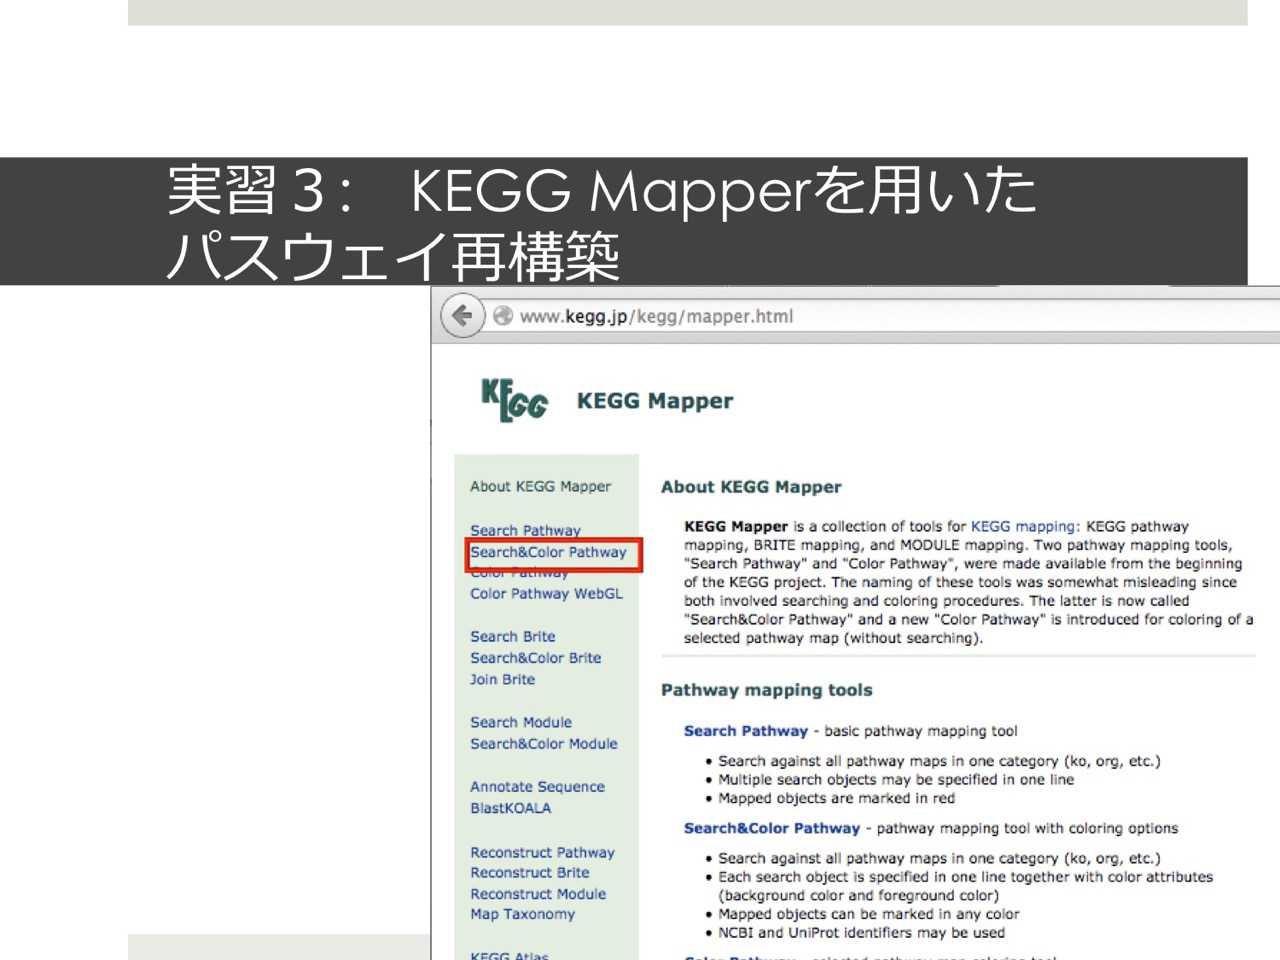 実習３:　KEGG Mapperを用いた
パスウェイ再構築
www.kegg.jp/kegg/mapper.html
KEGG
KEGG Mapper
About KEGG Mapper
Search Pathway
Search&Color Pathway
Color Pathway
Color Pathway WebGL
Search Brite
Search&Color Brite
Join Brite
Search Module
Search&Color Module
Annotate Sequence
BlastKOALA
Reconstruct Pathway
Reconstruct Brite
Reconstruct Module
Map Taxonomy
KEGG Atlas
About KEGG Mapper
KEGG Mapper is a collection of tools for KEGG mapping: KEGG pathway
mapping, BRITE mapping, and MODULE mapping. Two pathway mapping tools,
"Search Pathway" and "Color Pathway", were made available from the beginning
of the KEGG project. The naming of these tools was somewhat misleading since
both involved searching and coloring procedures. The latter is now called
"Search&Color Pathway" and a new "Color Pathway" is introduced for coloring of a
selected pathway map (without searching).
Pathway mapping tools
Search Pathway - basic pathway mapping tool
• Search against all pathway maps in one category (ko, org, etc.)
• Multiple search objects may be specified in one line
• Mapped objects are marked in red
Search&Color Pathway - pathway mapping tool with coloring options
• Search against all pathway maps in one category (ko, org, etc.)
• Each search object is specified in one line together with color attributes
(background color and foreground color)
• Mapped objects can be marked in any color
• NCBI and UniProt identifiers may be used
Color Pathway - selected pathway map coloring tool